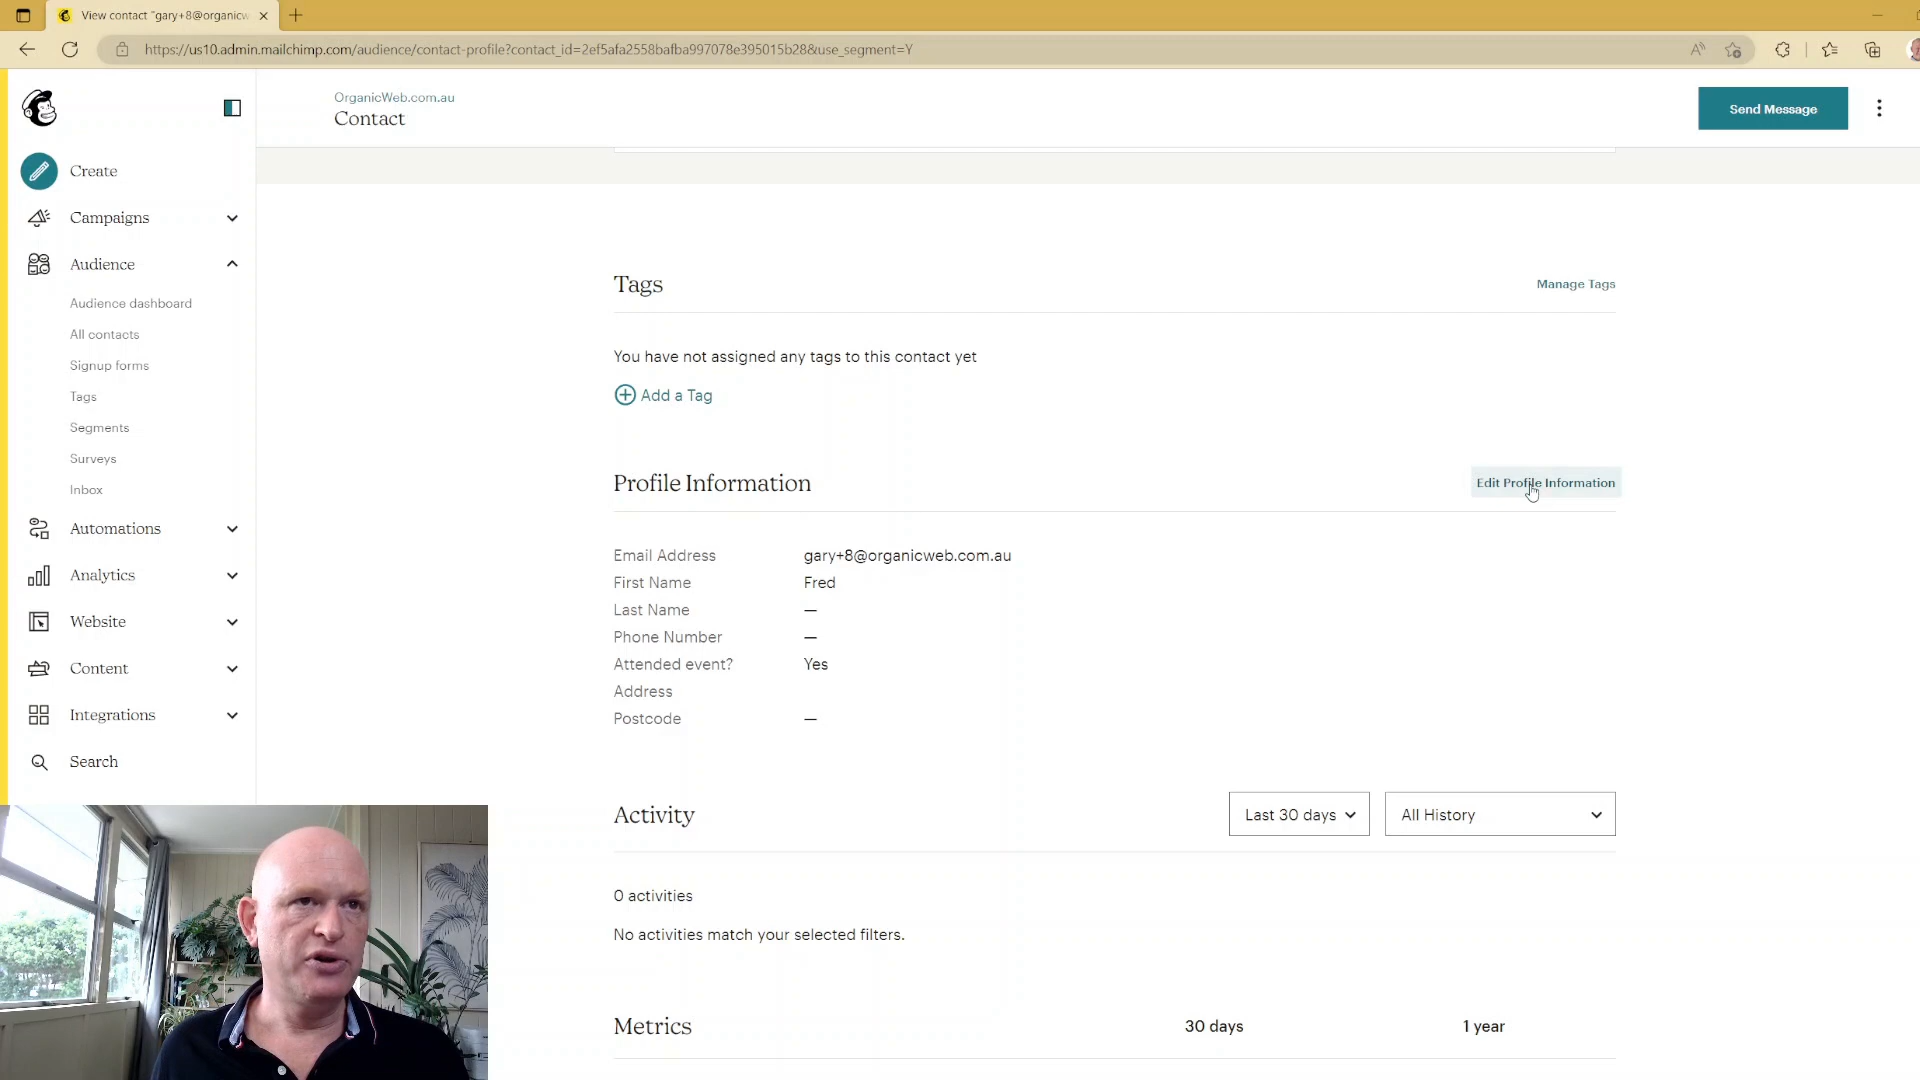 View contact "gary+8@organicw
https://us10.admin.mailchimp.com/audience/contact-profile?contact_id=2ef5afa2558bafba997078e395015b28&use_segment=Y
OrganicWeb.com.au
Contact
Send Message
Create
Campaigns
Audience
Audience dashboard
All contacts
Signup forms
Tags
Segments
Surveys
Inbox
Automations
Analytics
Website
Content
Integrations
Search
Tags
Manage Tags
You have not assigned any tags to this contact yet
Add a Tag
Profile Information
Edit Profile Information
Email Address gary+8@organicweb.com.au
First Name Fred
Last Name —
Phone Number —
Attended event? Yes
Address
Postcode —
Activity
Last 30 days
All History
0 activities
No activities match your selected filters.
Metrics 30 days 1 year